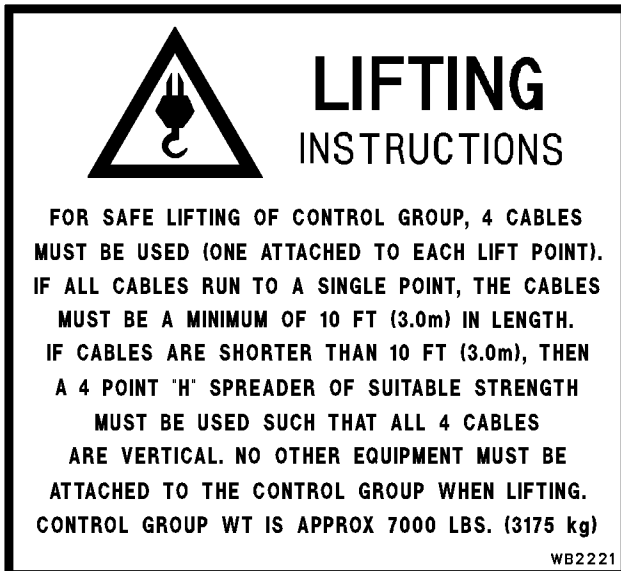 LIFTING
INSTRUCTIONS
FOR SAFE LIFTING OF CONTROL GROUP, 4 CABLES
MUST BE USED (ONE ATTACHED TO EACH LIFT POINT).
IF ALL CABLES RUN TO A SINGLE POINT, THE CABLES
MUST BE A MINIMUM OF 10 FT (3.0m) IN LENGTH.
IF CABLES ARE SHORTER THAN 10 FT (3.0m), THEN
A 4 POINT "H" SPREADER OF SUITABLE STRENGTH
MUST BE USED SUCH THAT ALL 4 CABLES
ARE VERTICAL. NO OTHER EQUIPMENT MUST BE
ATTACHED TO THE CONTROL GROUP WHEN LIFTING.
CONTROL GROUP WT IS APPROX 7000 LBS. (3175 kg)
WB2221